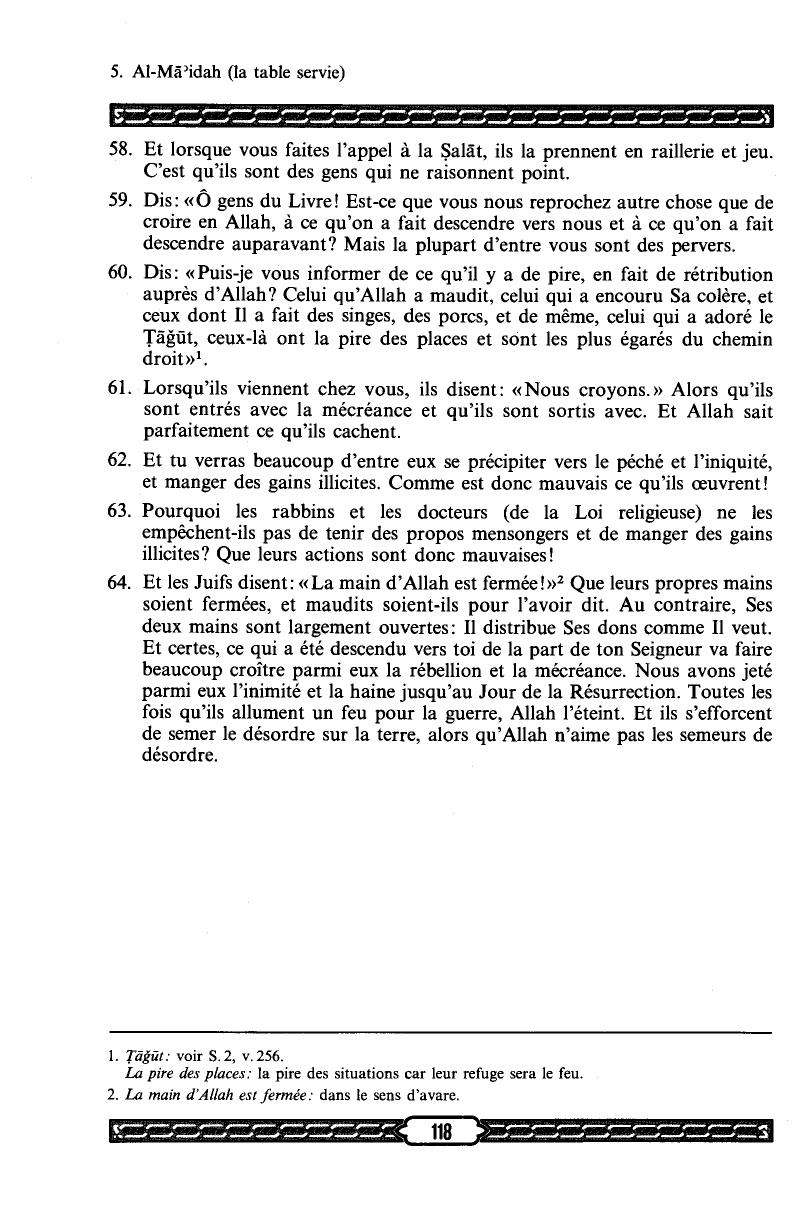 5. Al-Māʾidah (la table servie)
58. Et lorsque vous faites l’appel à la Ṣalāt, ils la prennent en raillerie et jeu.
C’est qu’ils sont des gens qui ne raisonnent point.
59. Dis: «Ô gens du Livre! Est-ce que vous nous reprochez autre chose que de
croire en Allah, à ce qu’on a fait descendre vers nous et à ce qu’on a fait
descendre auparavant? Mais la plupart d’entre vous sont des pervers.
60. Dis: «Puis-je vous informer de ce qu’il y a de pire, en fait de rétribution
auprès d’Allah? Celui qu’Allah a maudit, celui qui a encouru Sa colère, et
ceux dont Il a fait des singes, des porcs, et de même, celui qui a adoré le
Ṭāğūt, ceux-là ont la pire des places et sont les plus égarés du chemin
droit»¹.
61. Lorsqu’ils viennent chez vous, ils disent: «Nous croyons.» Alors qu’ils
sont entrés avec la mécréance et qu’ils sont sortis avec. Et Allah sait
parfaitement ce qu’ils cachent.
62. Et tu verras beaucoup d’entre eux se précipiter vers le péché et l’iniquité,
et manger des gains illicites. Comme est donc mauvais ce qu’ils œuvrent!
63. Pourquoi les rabbins et les docteurs (de la Loi religieuse) ne les
empêchent-ils pas de tenir des propos mensongers et de manger des gains
illicites? Que leurs actions sont donc mauvaises!
64. Et les Juifs disent: «La main d’Allah est fermée!»² Que leurs propres mains
soient fermées, et maudits soient-ils pour l’avoir dit. Au contraire, Ses
deux mains sont largement ouvertes: Il distribue Ses dons comme Il veut.
Et certes, ce qui a été descendu vers toi de la part de ton Seigneur va faire
beaucoup croître parmi eux la rébellion et la mécréance. Nous avons jeté
parmi eux l’inimitié et la haine jusqu’au Jour de la Résurrection. Toutes les
fois qu’ils allument un feu pour la guerre, Allah l’éteint. Et ils s’efforcent
de semer le désordre sur la terre, alors qu’Allah n’aime pas les semeurs de
désordre.
1. Ṭāğūt: voir S. 2, v. 256.
La pire des places: la pire des situations car leur refuge sera le feu.
2. La main d’Allah est fermée: dans le sens d’avare.
118